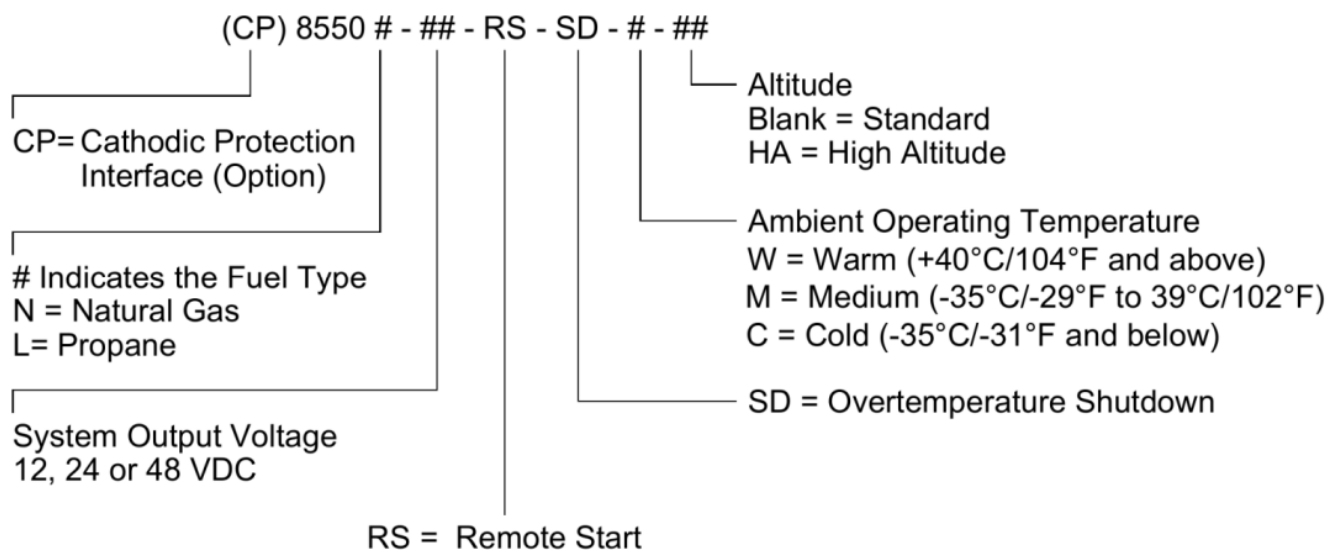 (CP) 8550 # - ## - RS - SD - # - ##
CP= Cathodic Protection
Interface (Option)
# Indicates the Fuel Type
N = Natural Gas
L= Propane
System Output Voltage
12, 24 or 48 VDC
RS = Remote Start
Altitude
Blank = Standard
HA = High Altitude
Ambient Operating Temperature
W = Warm (+40°C/104°F and above)
M = Medium (-35°C/-29°F to 39°C/102°F)
C = Cold (-35°C/-31°F and below)
SD = Overtemperature Shutdown